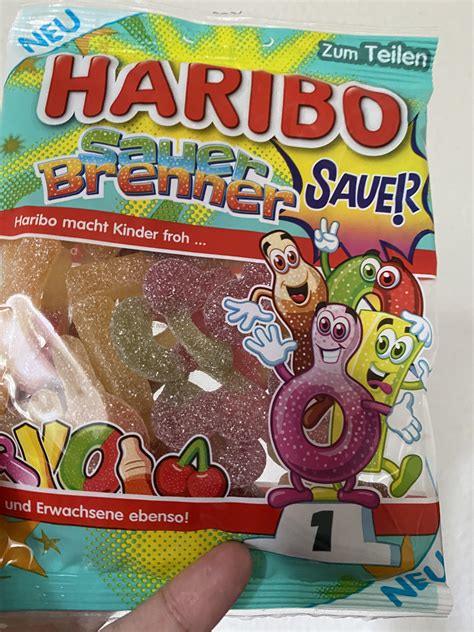 NEU
Zum Teilen
HARIBO
Sauer
Brenner
SAUER
Haribo macht Kinder froh ...
und Erwachsene ebenso!
1
NEU